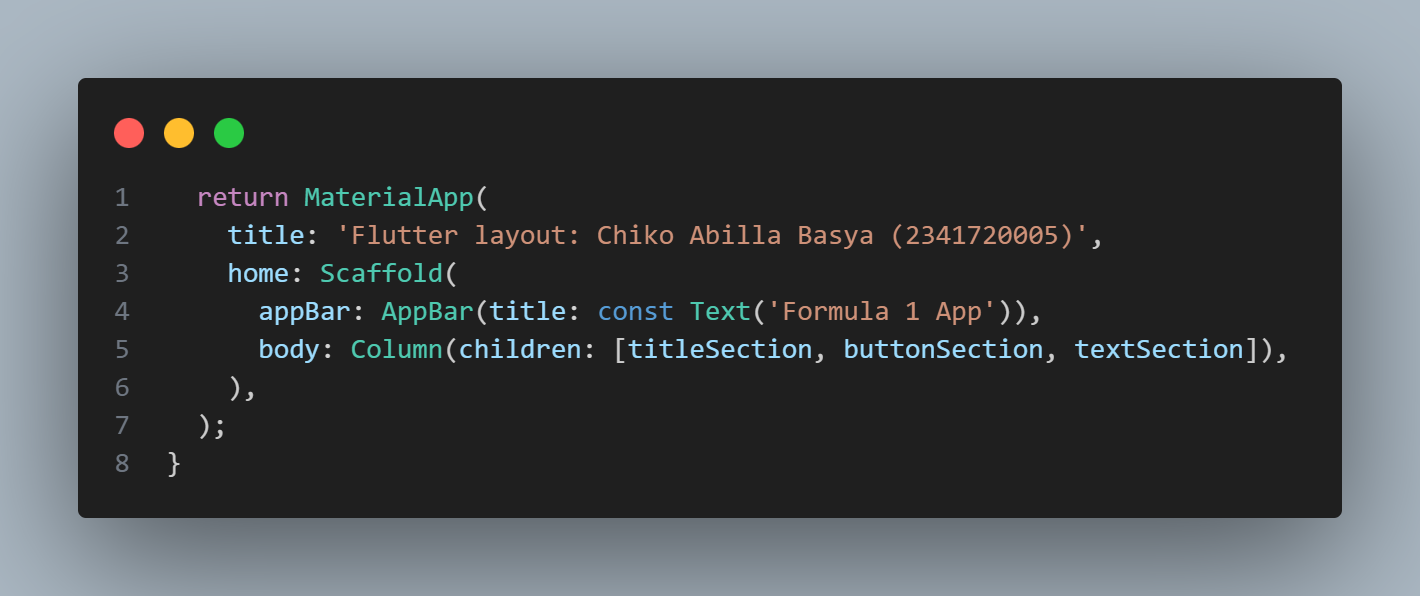 1   return MaterialApp(
2     title: 'Flutter layout: Chiko Abilla Basya (2341720005)',
3     home: Scaffold(
4       appBar: AppBar(title: const Text('Formula 1 App')),
5       body: Column(children: [titleSection, buttonSection, textSection]),
6     ),
7   );
8 }